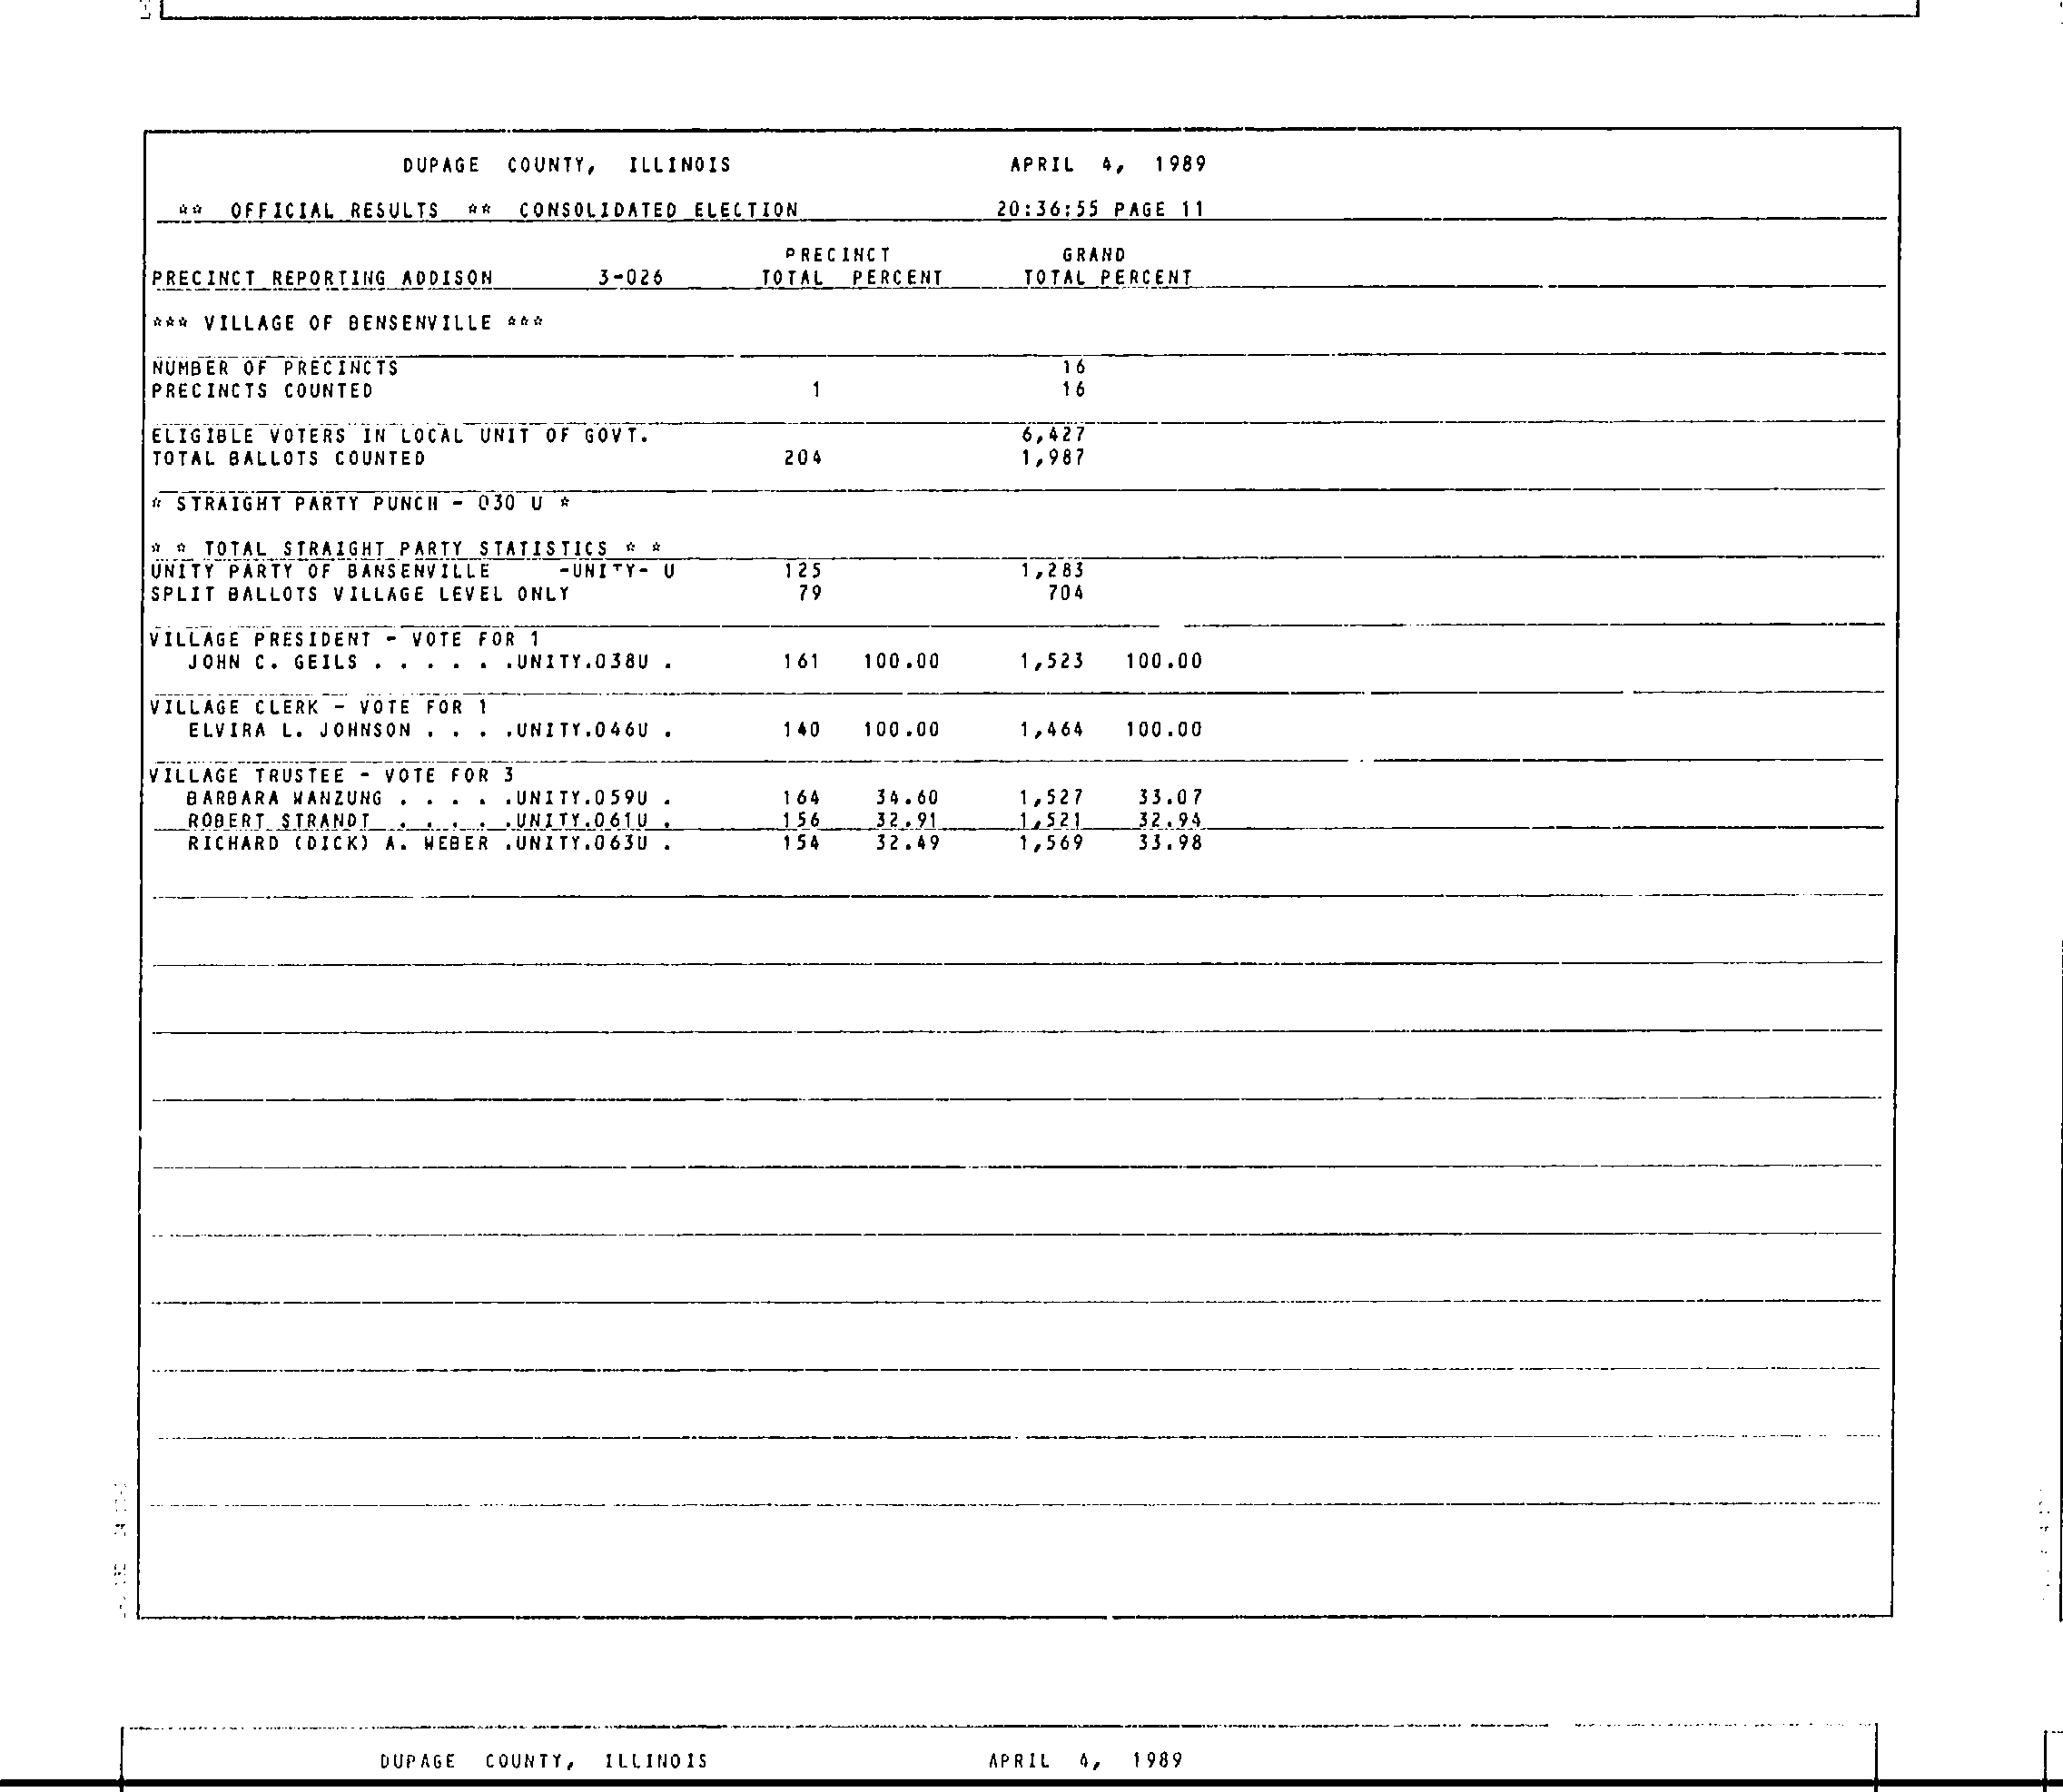 DUPAGE COUNTY, ILLINOIS APRIL 4, 1989
** OFFICIAL RESULTS ** CONSOLIDATED ELECTION 20:36:55 PAGE 11
PRECINCT GRAND
PRECINCT REPORTING ADDISON 3-026 TOTAL PERCENT TOTAL PERCENT
*** VILLAGE OF BENSENVILLE ***
NUMBER OF PRECINCTS 16
PRECINCTS COUNTED 1 16
ELIGIBLE VOTERS IN LOCAL UNIT OF GOVT. 6,427
TOTAL BALLOTS COUNTED 204 1,987
* STRAIGHT PARTY PUNCH - 030 U *
* * TOTAL STRAIGHT PARTY STATISTICS * *
UNITY PARTY OF BANSENVILLE -UNITY- U 125 1,283
SPLIT BALLOTS VILLAGE LEVEL ONLY 79 704
VILLAGE PRESIDENT - VOTE FOR 1
JOHN C. GEILS . . . . . .UNITY.038U . 161 100.00 1,523 100.00
VILLAGE CLERK - VOTE FOR 1
ELVIRA L. JOHNSON . . . .UNITY.046U . 140 100.00 1,464 100.00
VILLAGE TRUSTEE - VOTE FOR 3
BARBARA WANZUNG . . . . .UNITY.059U . 164 34.60 1,527 33.07
ROBERT STRANDT . . . . .UNITY.061U . 156 32.91 1,521 32.94
RICHARD (DICK) A. WEBER .UNITY.063U . 154 32.49 1,569 33.98
DUPAGE COUNTY, ILLINOIS APRIL 4, 1989